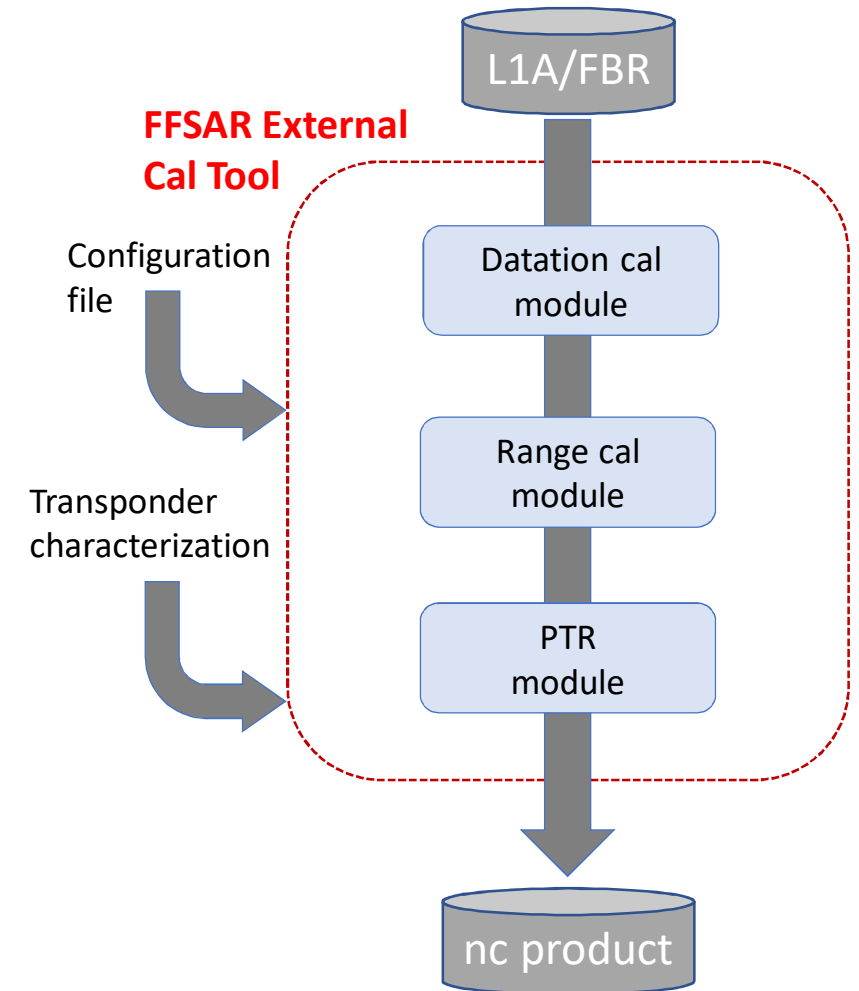 L1A/FBR
FFSAR External
Cal Tool
Configuration
file
Datation cal
module
Range cal
module
Transponder
characterization
PTR
module
nc product